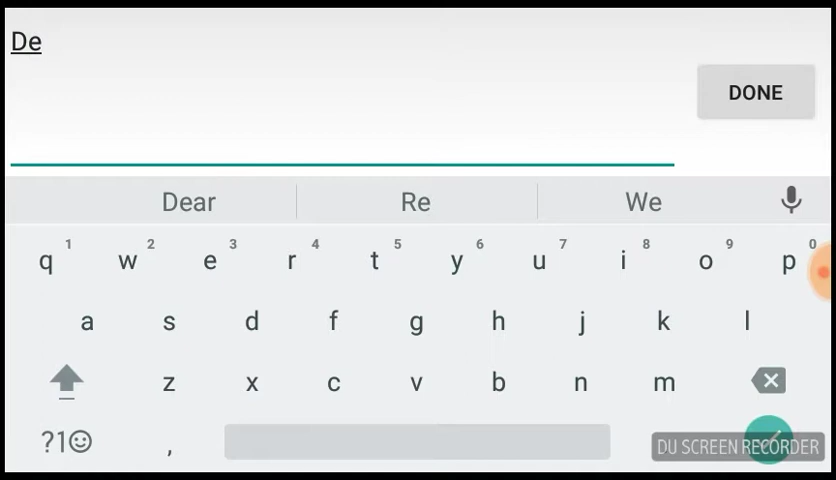 De
DONE
Dear Re We
q 1 w 2 e 3 r 4 t 5 y 6 u 7 i 8 o 9 p 0
a s d f g h j k l
z x c v b n m
?1☺ ,
DU SCREEN RECORDER